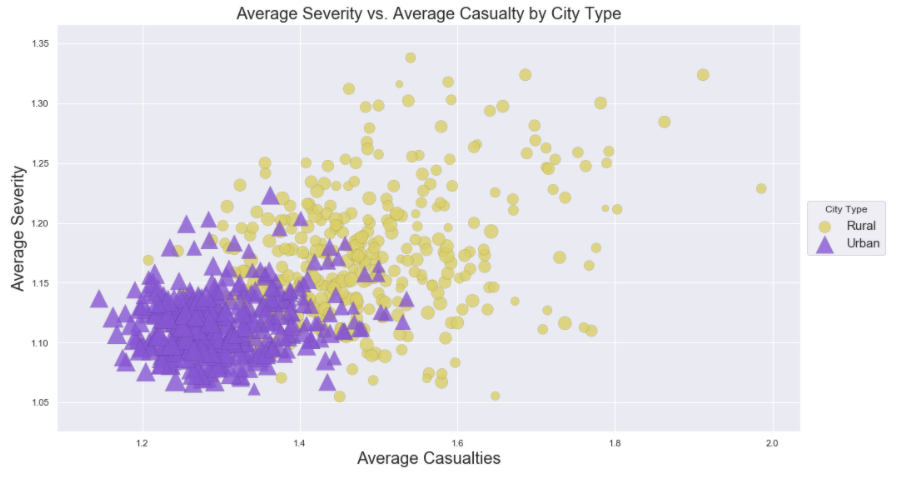 Average Severity vs. Average Casualty by City Type
1.35
1.30
1.25
1.20
1.15
1.10
1.05
Average Severity
1.2
1.4
1.6
1.8
2.0
Average Casualties
City Type
Rural
Urban